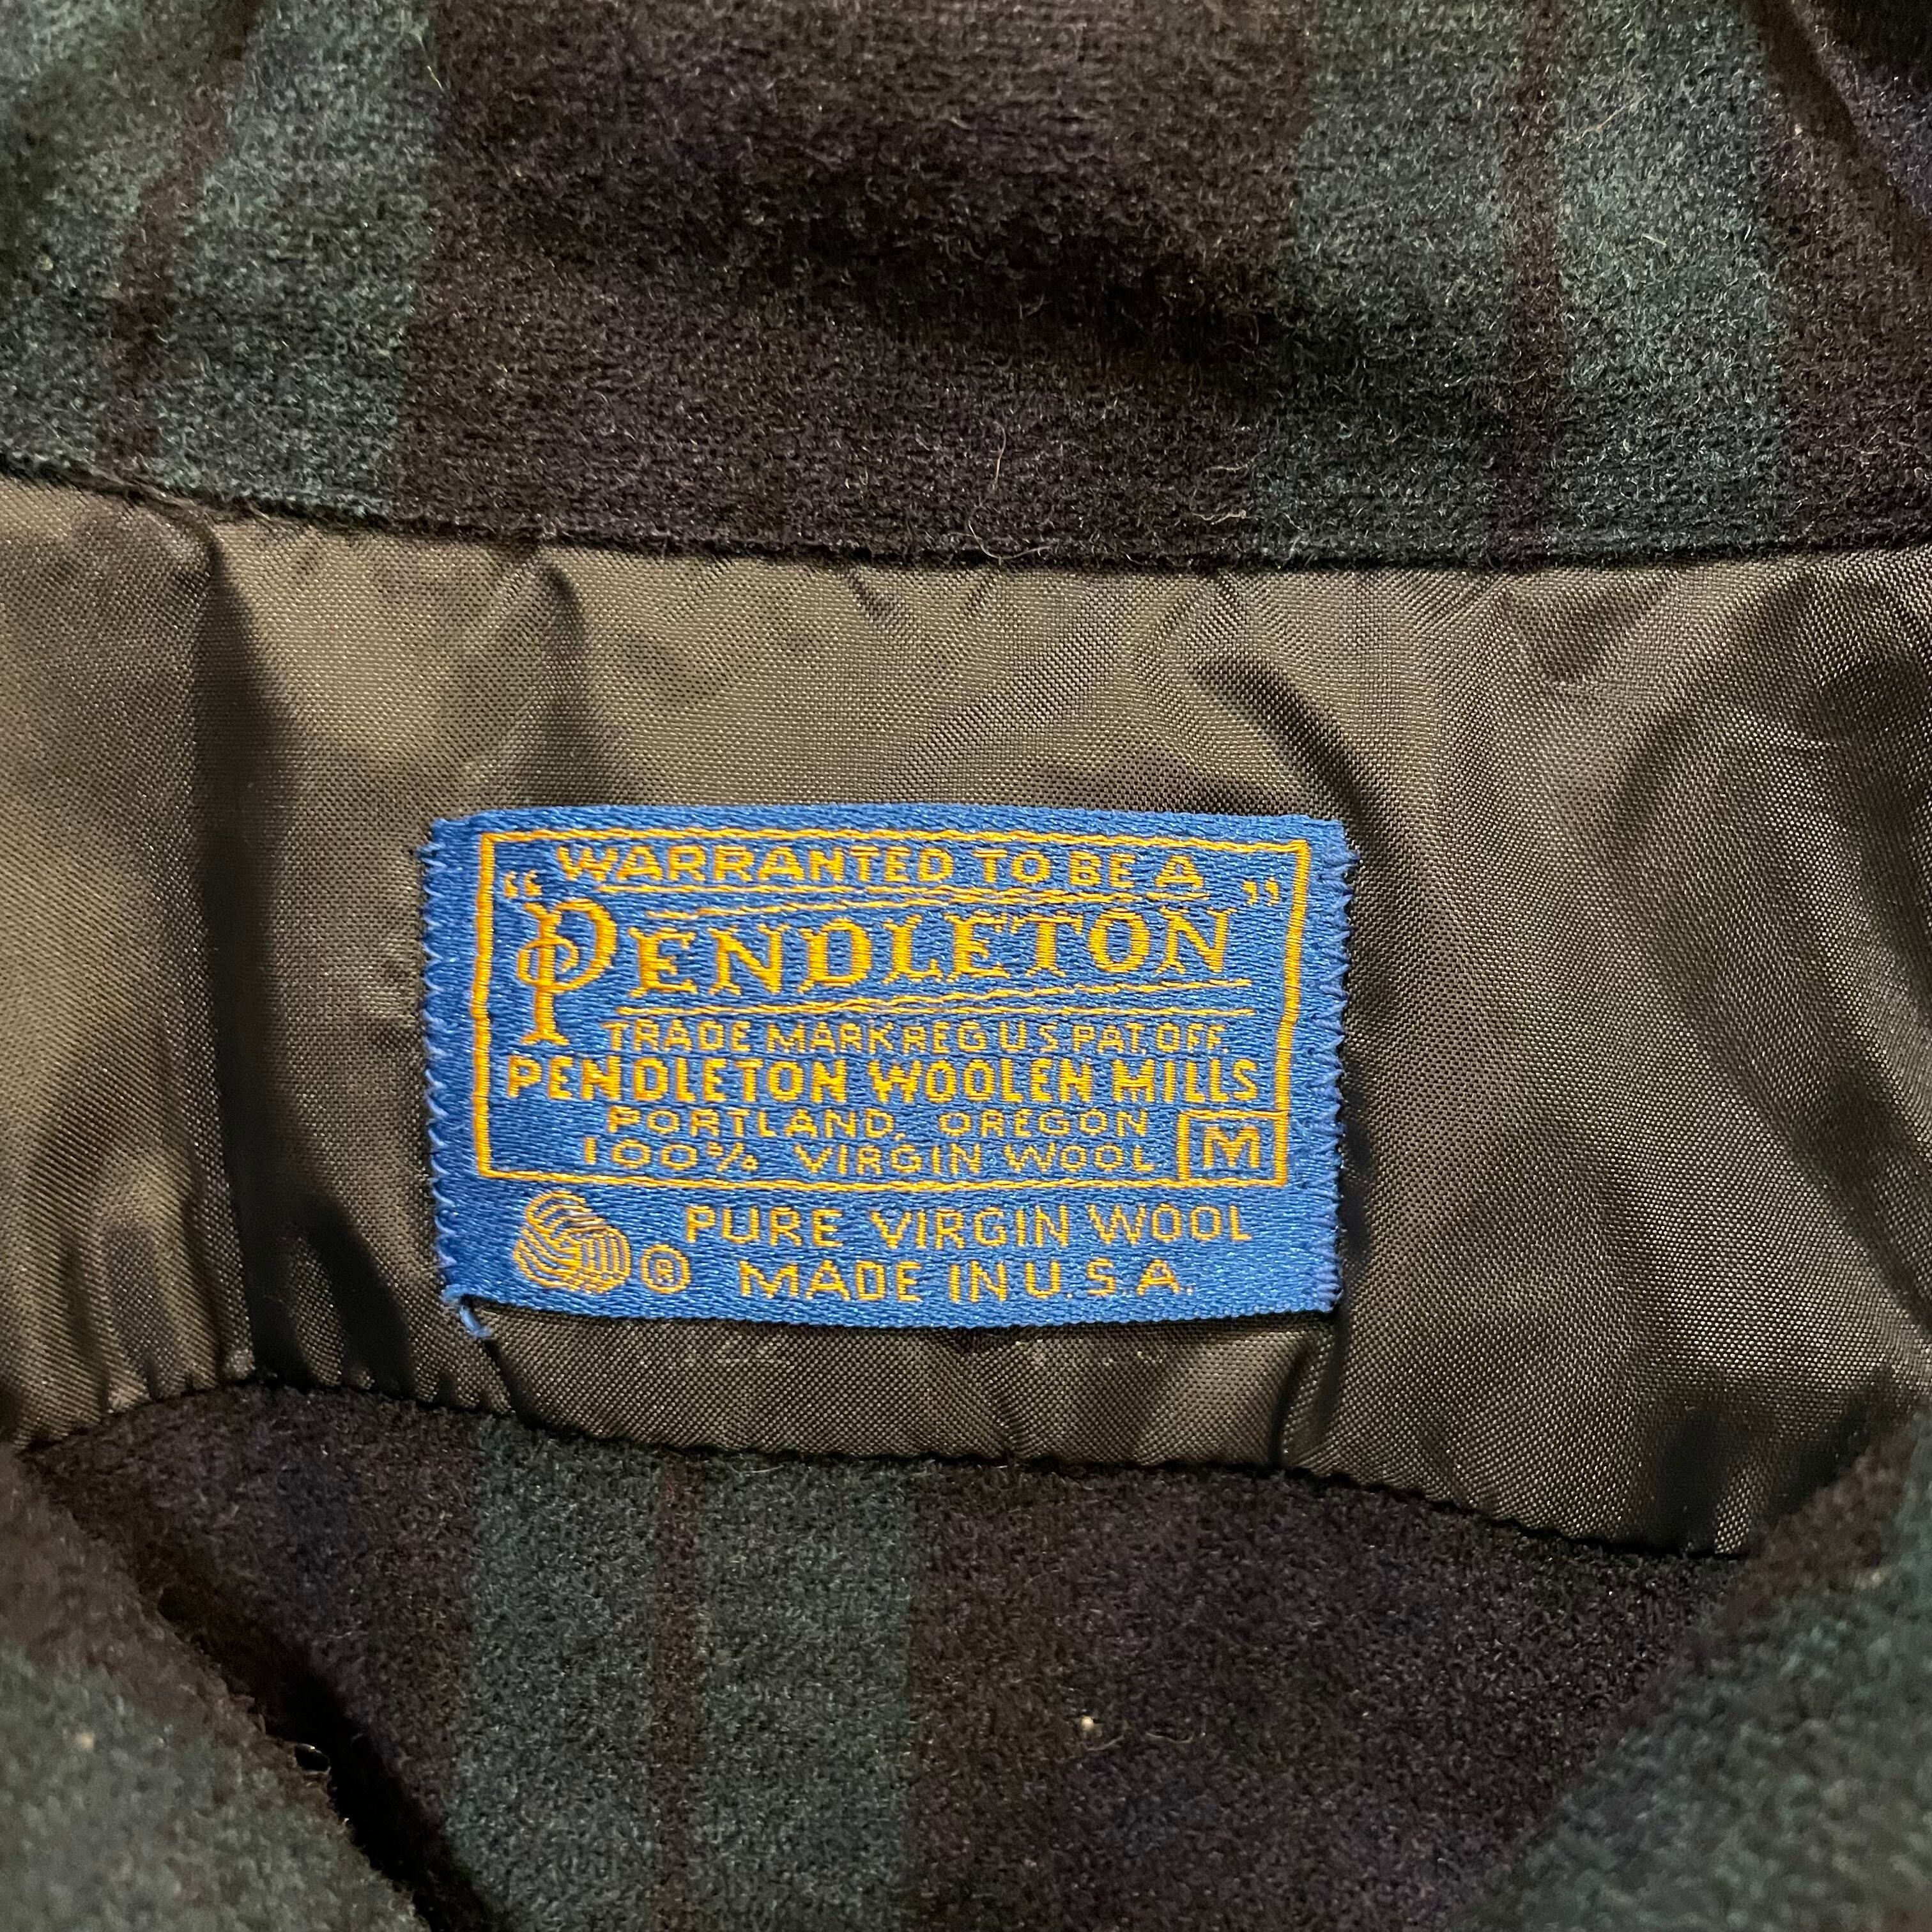 WARRANTED TO BE A
"PENDLETON"
TRADE MARK REG U.S. PAT. OFF.
PENDLETON WOOLEN MILLS
PORTLAND, OREGON
100% VIRGIN WOOL M
® PURE VIRGIN WOOL
MADE IN U.S.A.